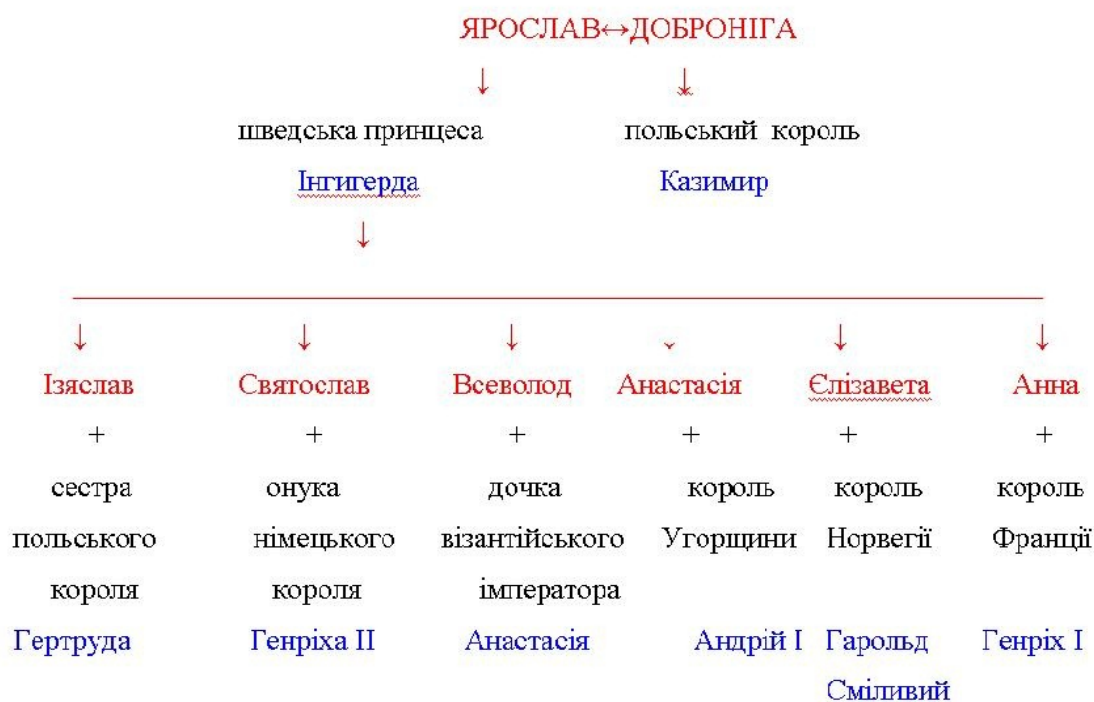 ЯРОСЛАВ↔ДОБРОНІГА
↓ ↓
шведська принцеса польський король
Інгигерда Казимир
↓
↓ ↓ ↓ ↓ ↓ ↓
Ізяслав Святослав Всеволод Анастасія Єлізавета Анна
+ + + + + +
сестра онука дочка король король король
польського німецького візантійського Угорщини Норвегії Франції
короля короля імператора
Гертруда Генріха ІІ Анастасія Андрій І Гарольд Генріх І
Сміливий